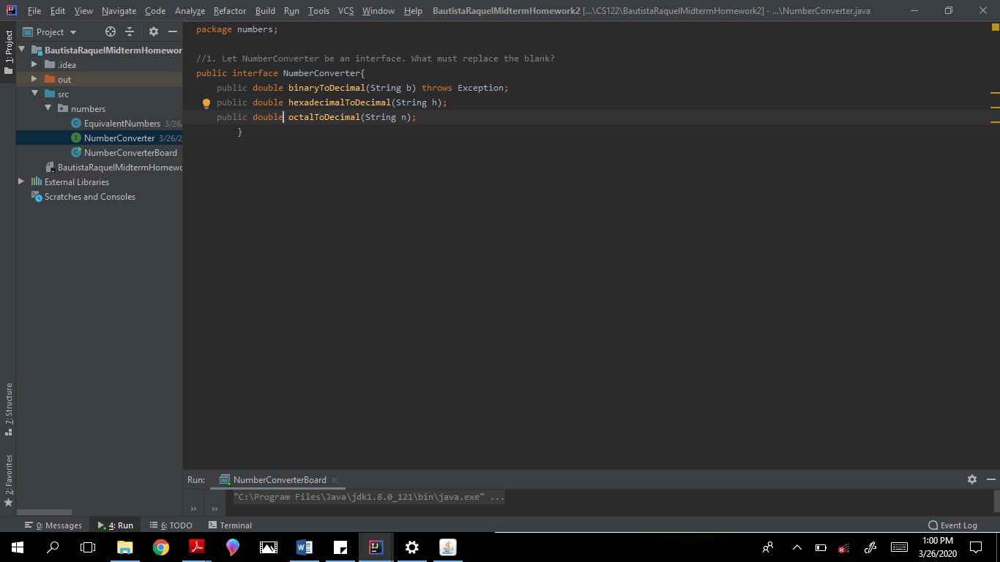 File Edit View Navigate Code Analyze Refactor Build Run Tools VCS Window Help BautistaRaquelMidtermHomework2 [...\CS122\BautistaRaquelMidtermHomework2] - ...\NumberConverter.java
1: Project
Project
BautistaRaquelMidtermHomewor
.idea
out
src
numbers
EquivalentNumbers 3/26/
NumberConverter 3/26/2
NumberConverterBoard
BautistaRaquelMidtermHomewo
External Libraries
Scratches and Consoles
package numbers;
//1. Let NumberConverter be an interface. What must replace the blank?
public interface NumberConverter{
public double binaryToDecimal(String b) throws Exception;
public double hexadecimalToDecimal(String h);
public double octalToDecimal(String n);
}
7: Structure
2: Favorites
Run: NumberConverterBoard
"C:\Program Files\Java\jdk1.8.0_121\bin\java.exe" ...
0: Messages 4: Run 6: TODO Terminal Event Log
1:00 PM
3/26/2020